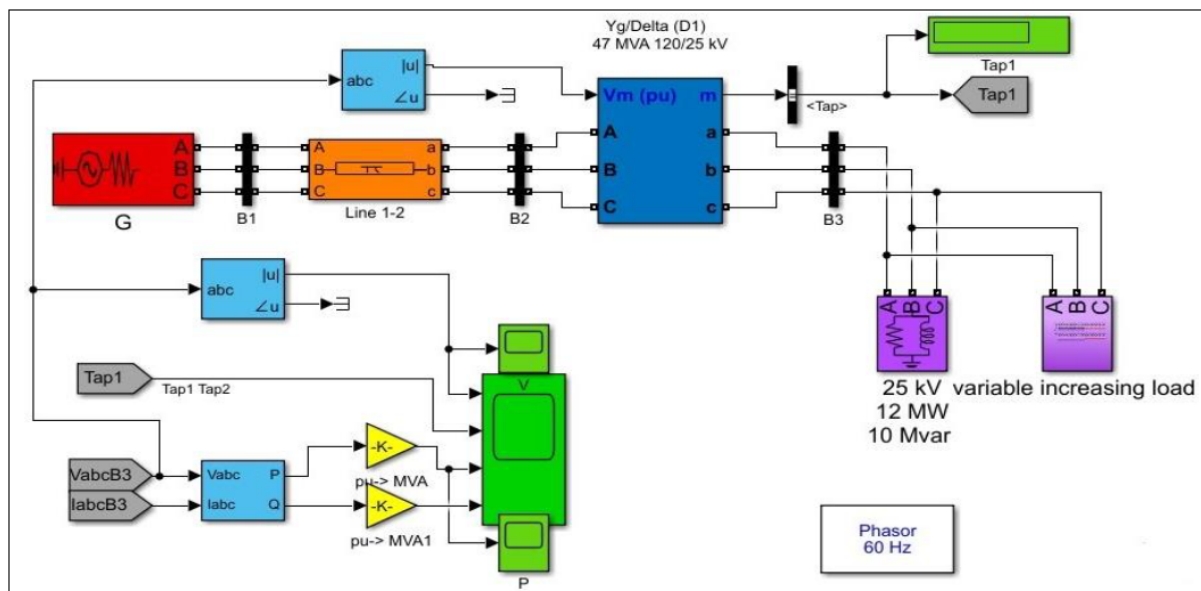 Yg/Delta (D1)
47 MVA 120/25 kV
abc
|u|
∠u
Vm (pu)
m
A
B
C
a
b
c
<Tap>
Tap1
Tap1
A
B
C
G
B1
A
B
C
a
b
c
Line 1-2
B2
B3
abc
|u|
∠u
Tap1
Tap1 Tap2
V
VabcB3
IabcB3
Vabc
Iabc
P
Q
-K-
pu-> MVA
-K-
pu-> MVA1
P
A
B
C
25 kV
12 MW
10 Mvar
A
B
C
variable increasing load
Phasor
60 Hz